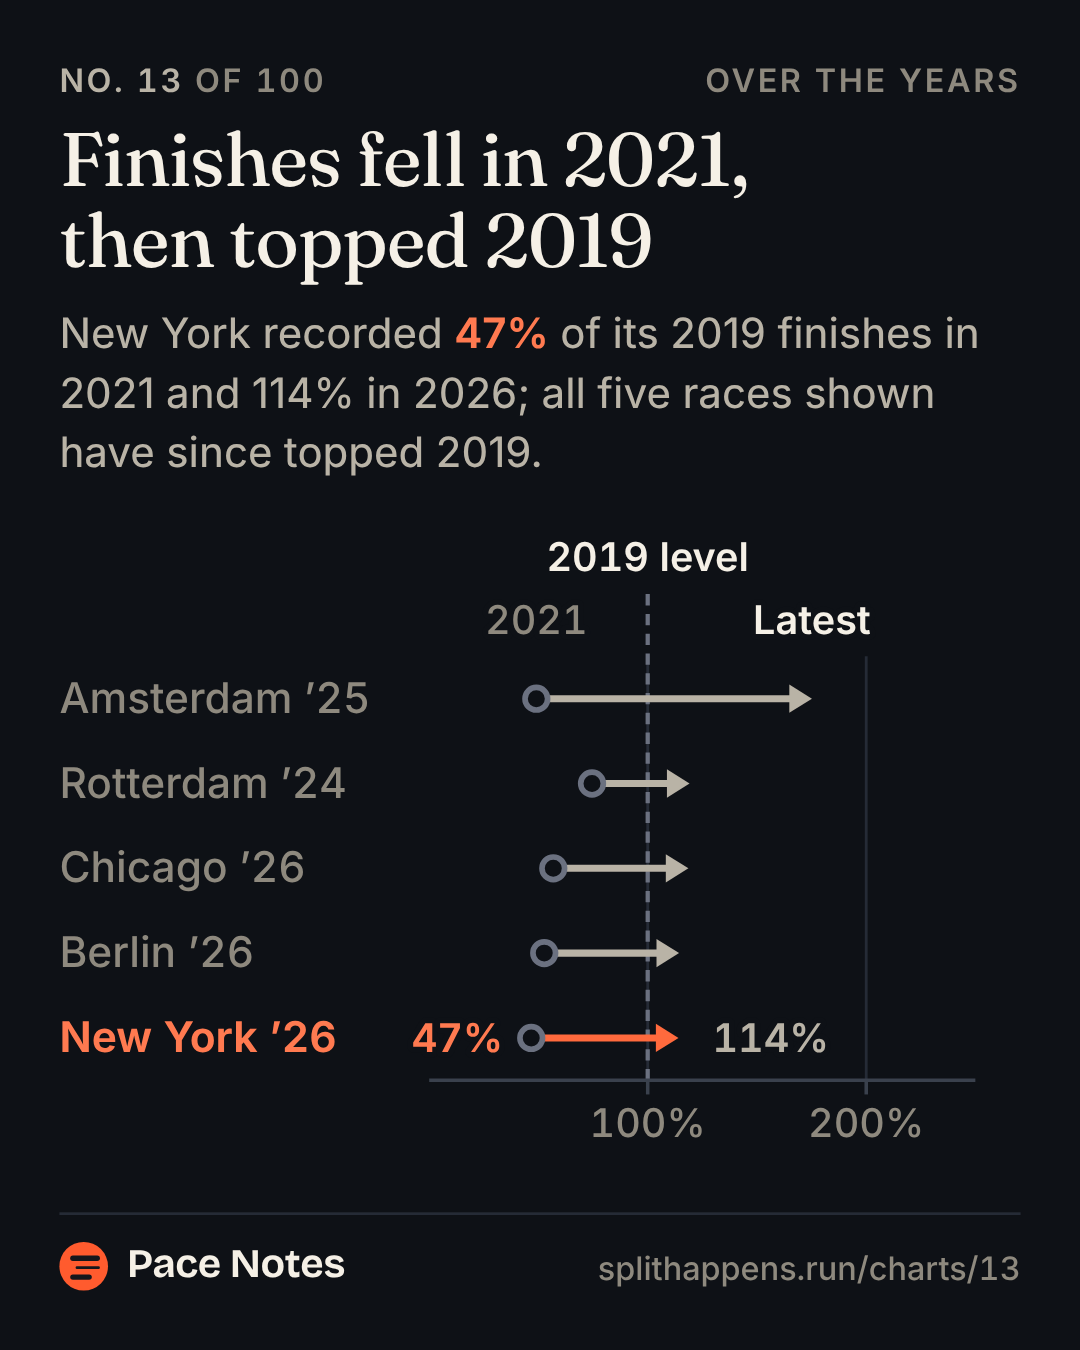 NO. 13 OF 100
OVER THE YEARS
Finishes fell in 2021,
then topped 2019
New York recorded 47% of its 2019 finishes in
2021 and 114% in 2026; all five races shown
have since topped 2019.
2019 level
2021
Latest
Amsterdam ’25
Rotterdam ’24
Chicago ’26
Berlin ’26
New York ’26
47%
114%
100%
200%
Pace Notes
splithappens.run/charts/13